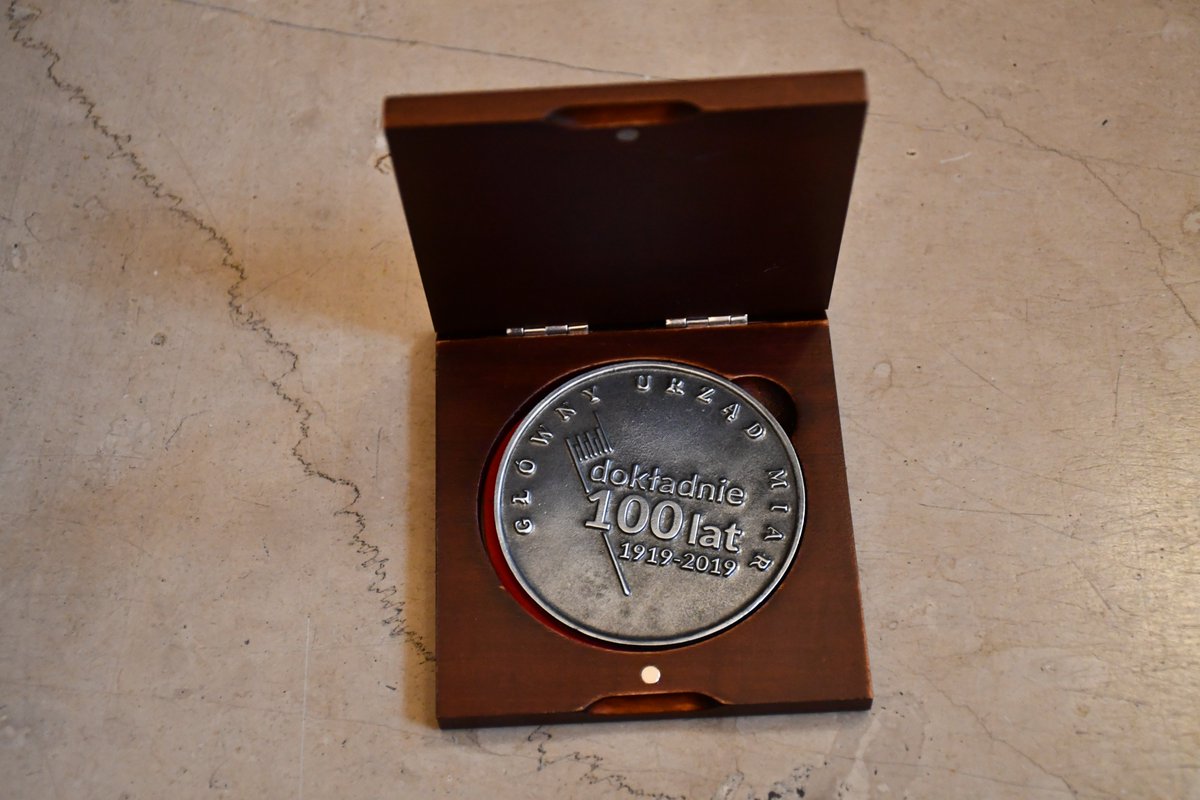 GŁÓWNY URZĄD MIAR
dokładnie
100 lat
1919-2019